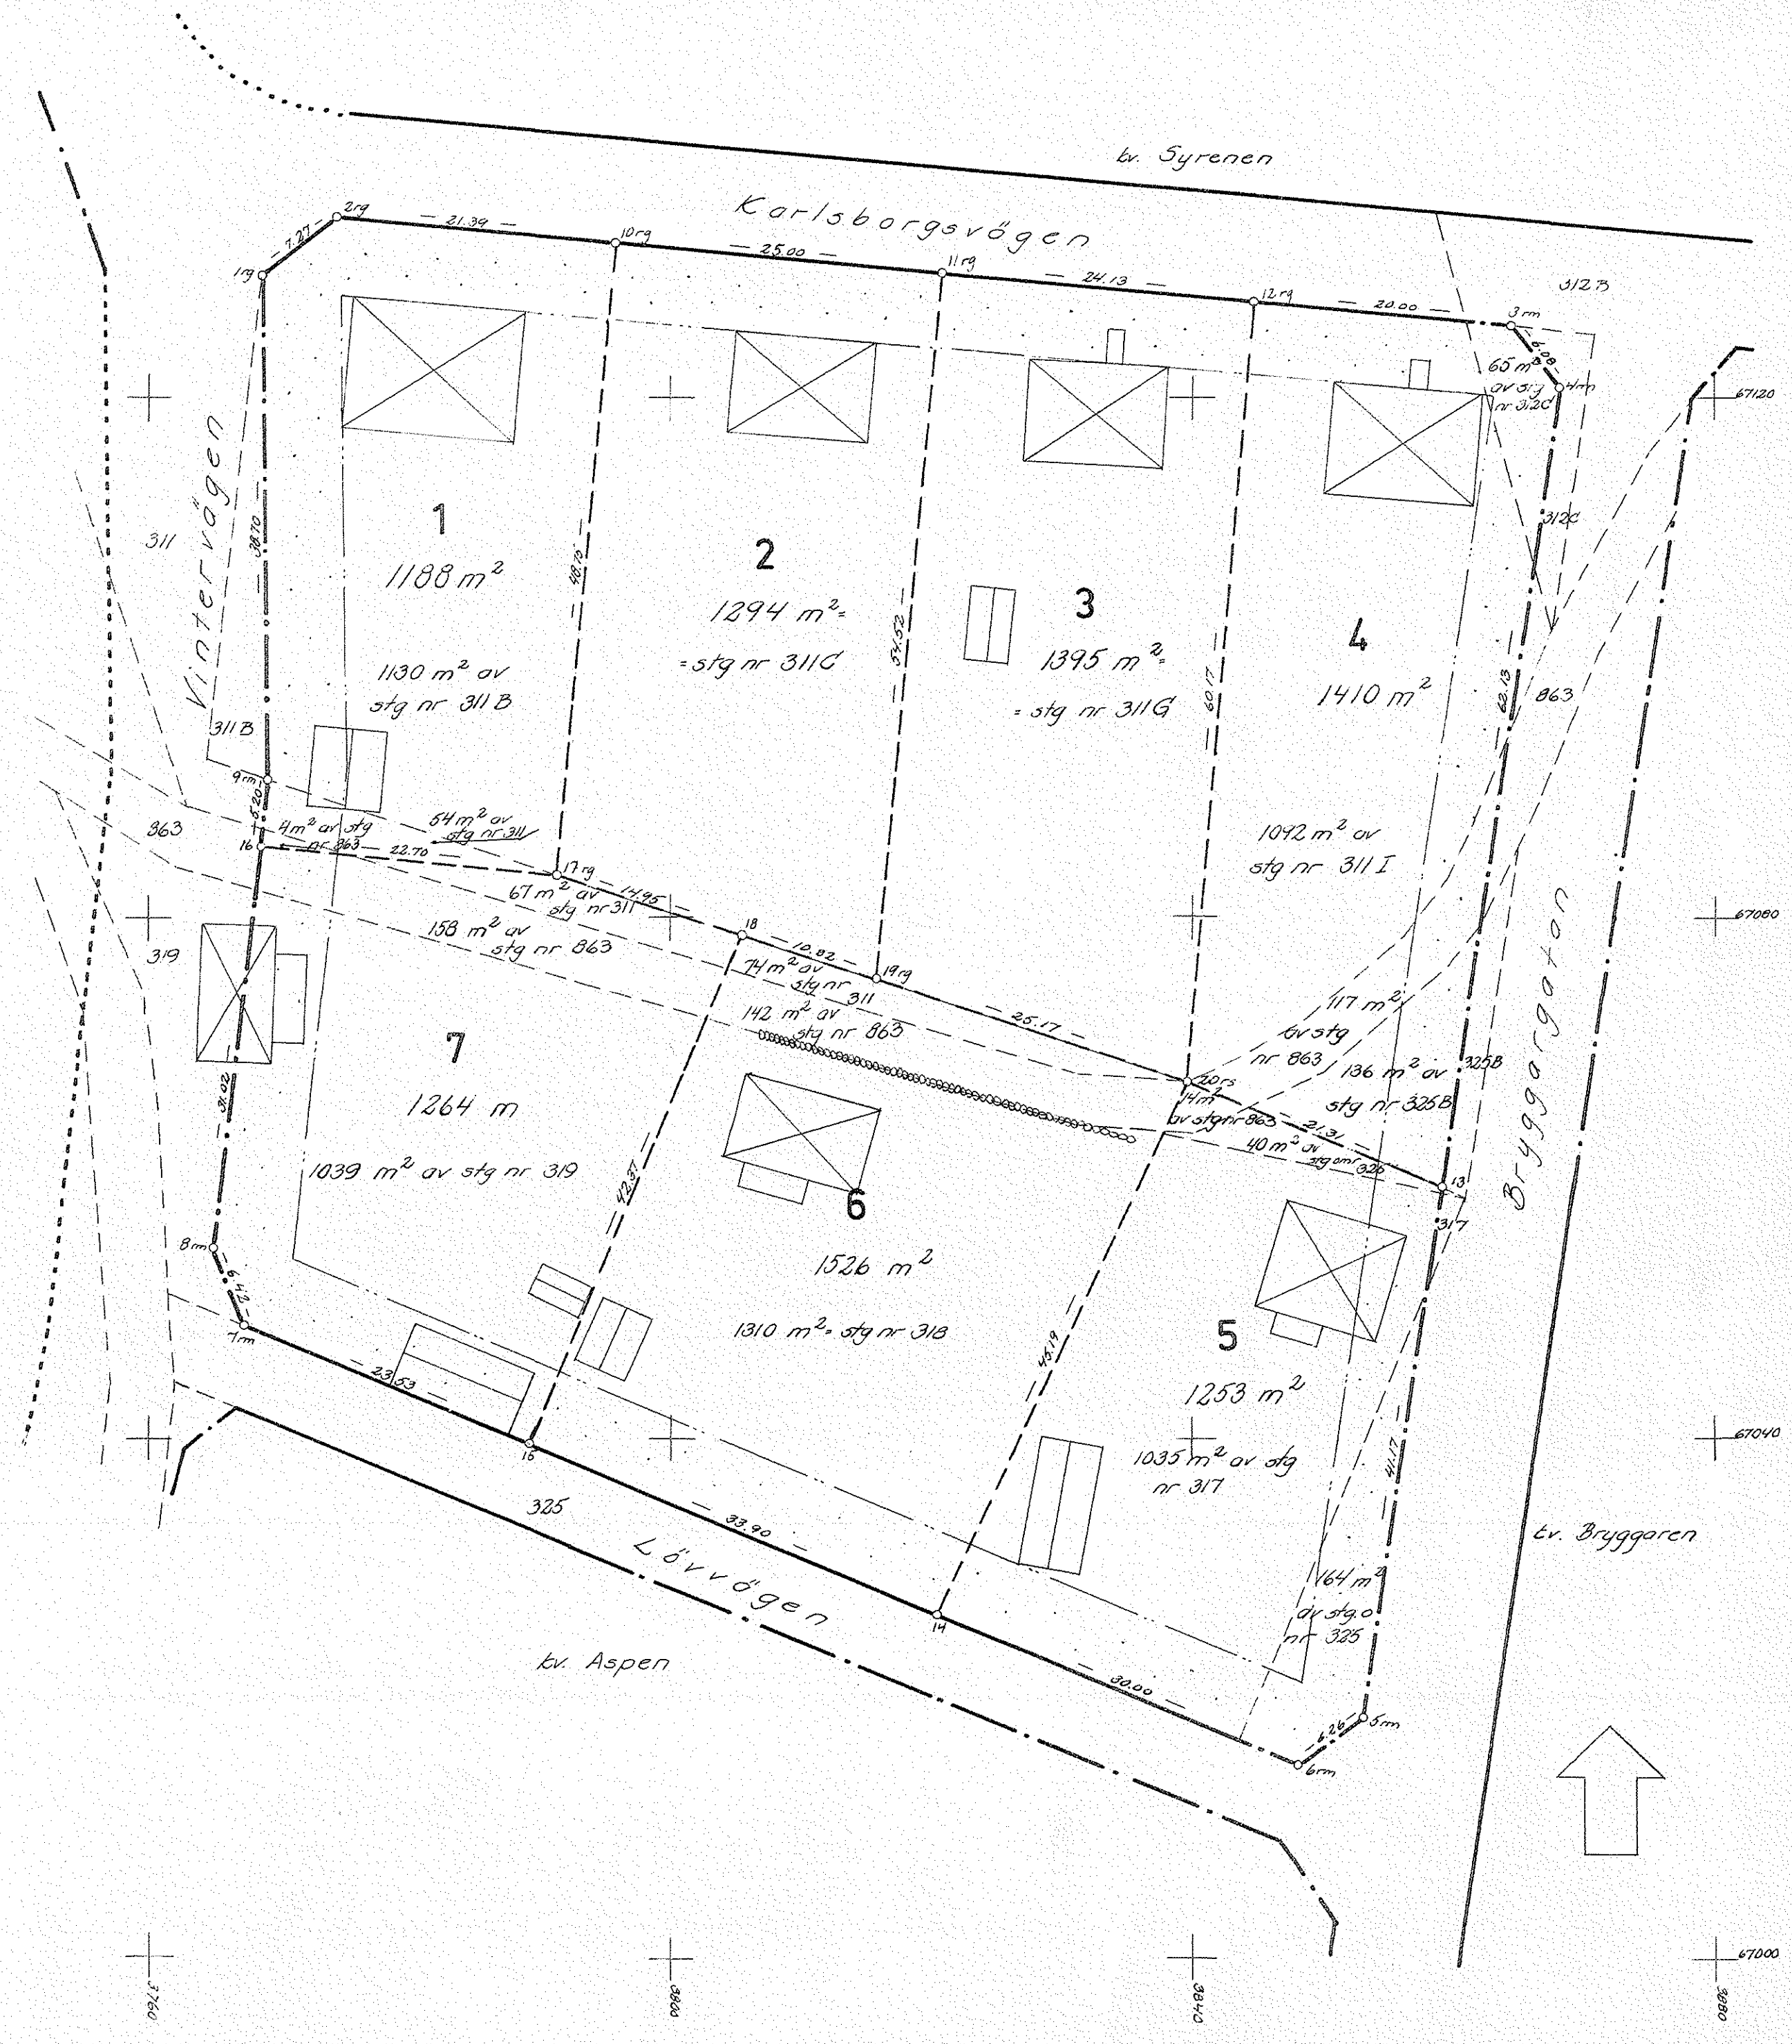 kv. Syrenen
Karlsborgsvägen
2rg
21.39
10rg
25.00
11rg
24.13
12rg
20.00
3rm
312B
7.27
1rg
6.08
65 m²
av stg
nr 312C
4rm
67120
Vintervägen
311
38.70
1
1188 m²
1130 m² av
stg nr 311B
48.75
2
1294 m²=
=stg nr 311C
54.52
3
1395 m²=
= stg nr 311G
60.17
4
1410 m²
312C
62.13
863
311B
9rm
5.20
863
16
4m² av stg
nr 863
54m² av
stg nr 311
22.70
17rg
14.95
67 m² av
stg nr 311
158 m² av
stg nr 863
18
10.82
74m² av
stg nr
311
19rg
142 m² av
stg nr 863
25.17
1092 m² av
stg nr 311 I
67080
Bryggargatan
117 m²
av stg
nr 863
20rs
14m²
av stg nr 863
136 m² av
stg nr 325B
325B
21.31
40 m² av
stg omr 325
13
317
319
7
1264 m
1039 m² av stg nr 319
31.02
8rm
6.42
7rm
23.53
15
42.37
6
1526 m²
1310 m²= stg nr 318
45.19
5
1253 m²
1035 m² av stg
nr 317
41.17
67040
325
Lövvägen
33.90
14
30.00
164 m²
av stg.o
nr 325
6.26
5rm
6rm
kv. Bryggaren
kv. Aspen
67000
3760
3800
3840
3880